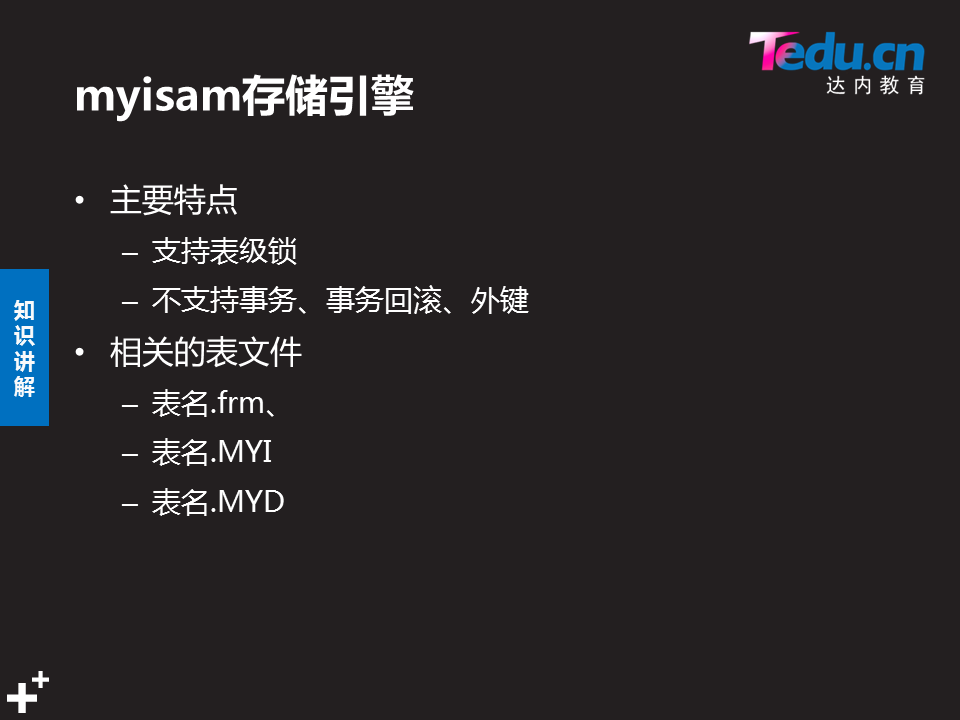 Tedu.cn
达内教育
myisam存储引擎
• 主要特点
– 支持表级锁
– 不支持事务、事务回滚、外键
• 相关的表文件
– 表名.frm、
– 表名.MYI
– 表名.MYD
知
识
讲
解